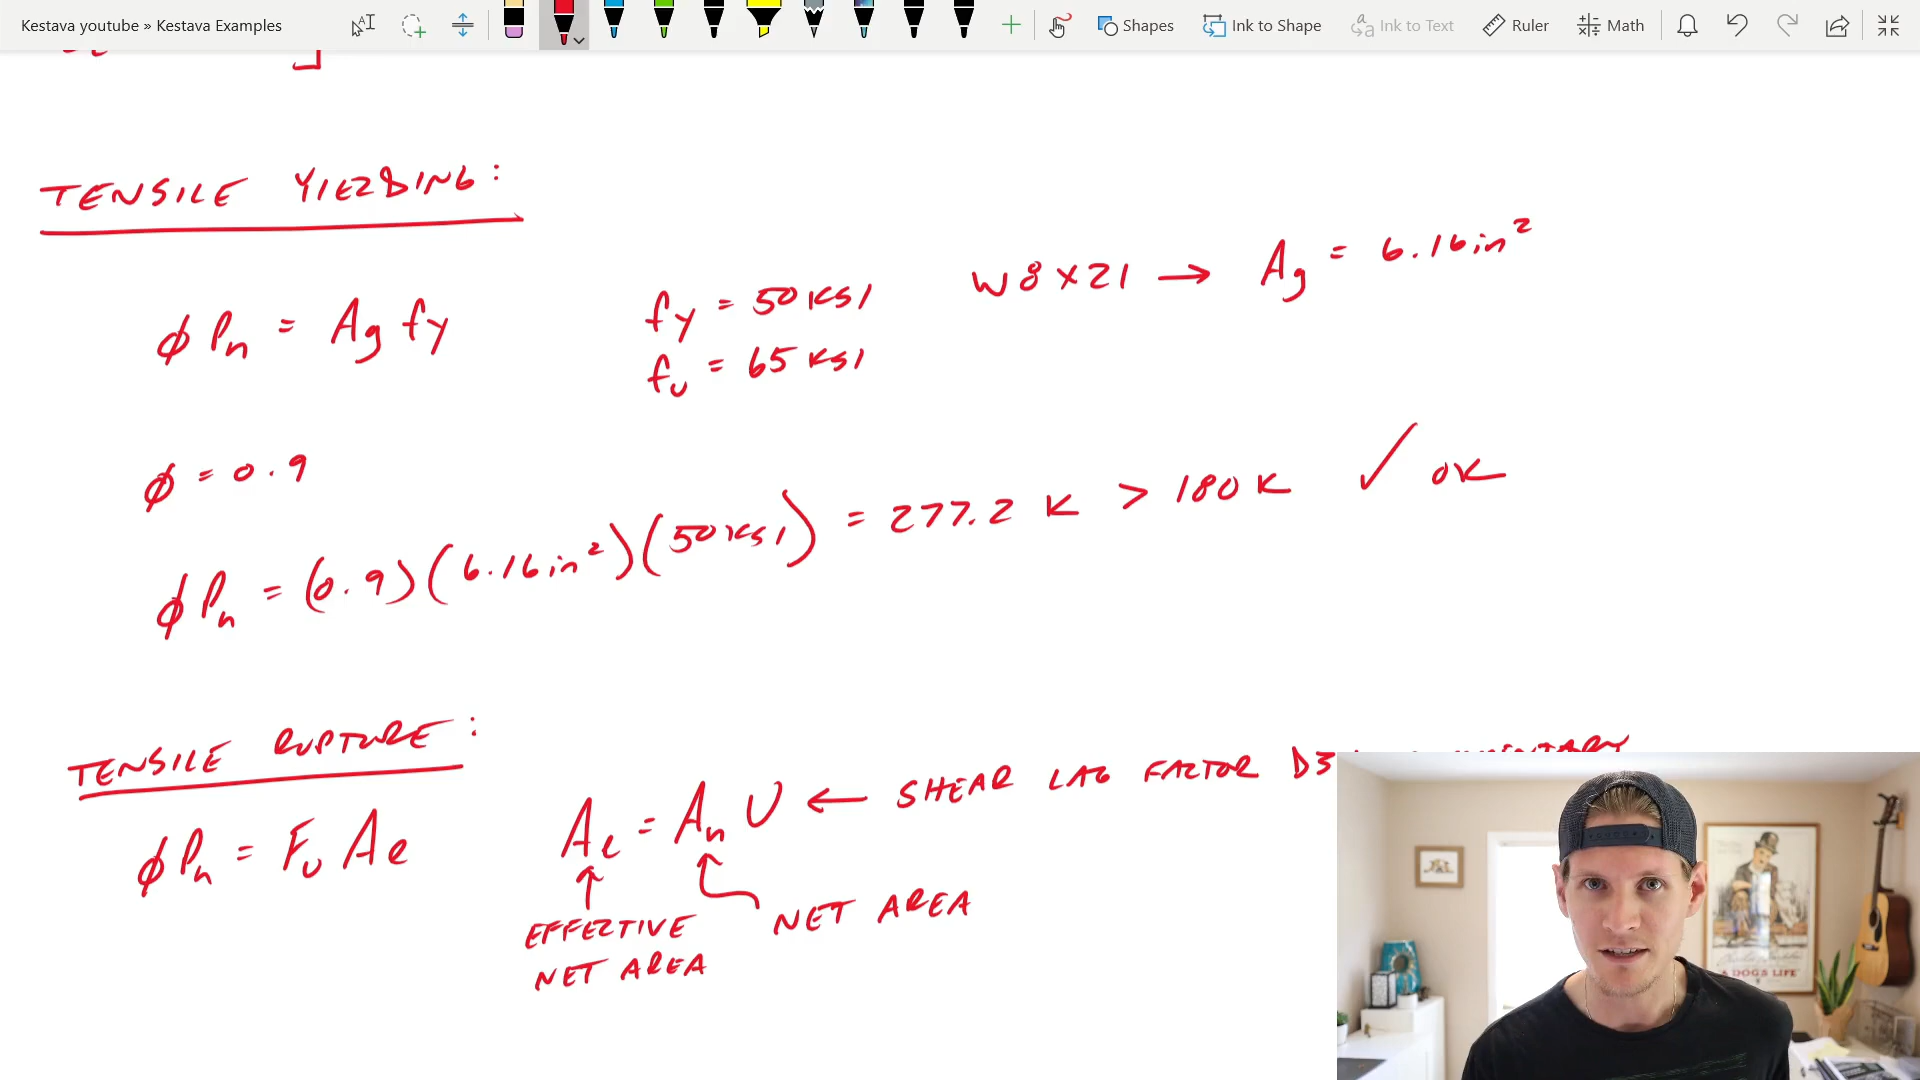 Kestava youtube » Kestava Examples
Shapes
Ink to Shape
Ink to Text
Ruler
Math
TENSILE YIELDING:
ϕPn = Ag fy
fy = 50 KSI
fu = 65 KSI
W8X21 → Ag = 6.16 in²
ϕ = 0.9
ϕPn = (0.9)(6.16 in²)(50 KSI) = 277.2 K > 180 K ✓ OK
TENSILE RUPTURE:
ϕPn = Fu Ae
Ae = An U ← SHEAR LAG FACTOR D3
EFFECTIVE
NET AREA
NET AREA
A DOGS LIFE